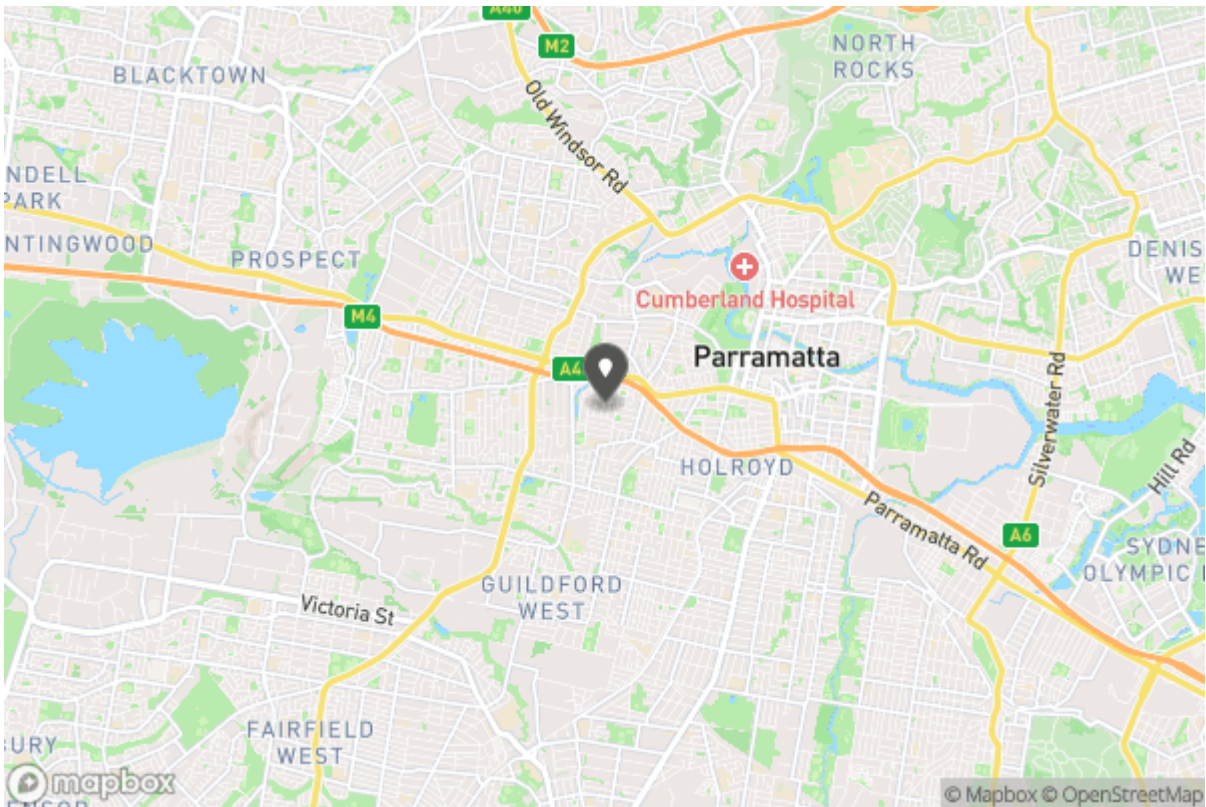 A40
M2
NORTH
ROCKS
BLACKTOWN
Old Windsor Rd
NDELL
PARK
NTINGWOOD
PROSPECT
DENIS
WE
Cumberland Hospital
M4
Parramatta
A4
Silverwater Rd
HOLROYD
Hill Rd
Parramatta Rd
A6
SYDNE
OLYMPIC
GUILDFORD
WEST
Victoria St
FAIRFIELD
WEST
BURY
mapbox
© Mapbox © OpenStreetMap